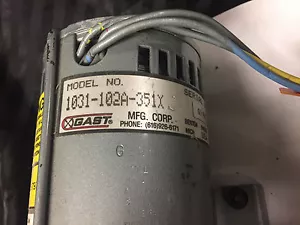 MODEL NO.
1031-102A-351X
GAST®
MFG. CORP.
PHONE: (616)926-6171